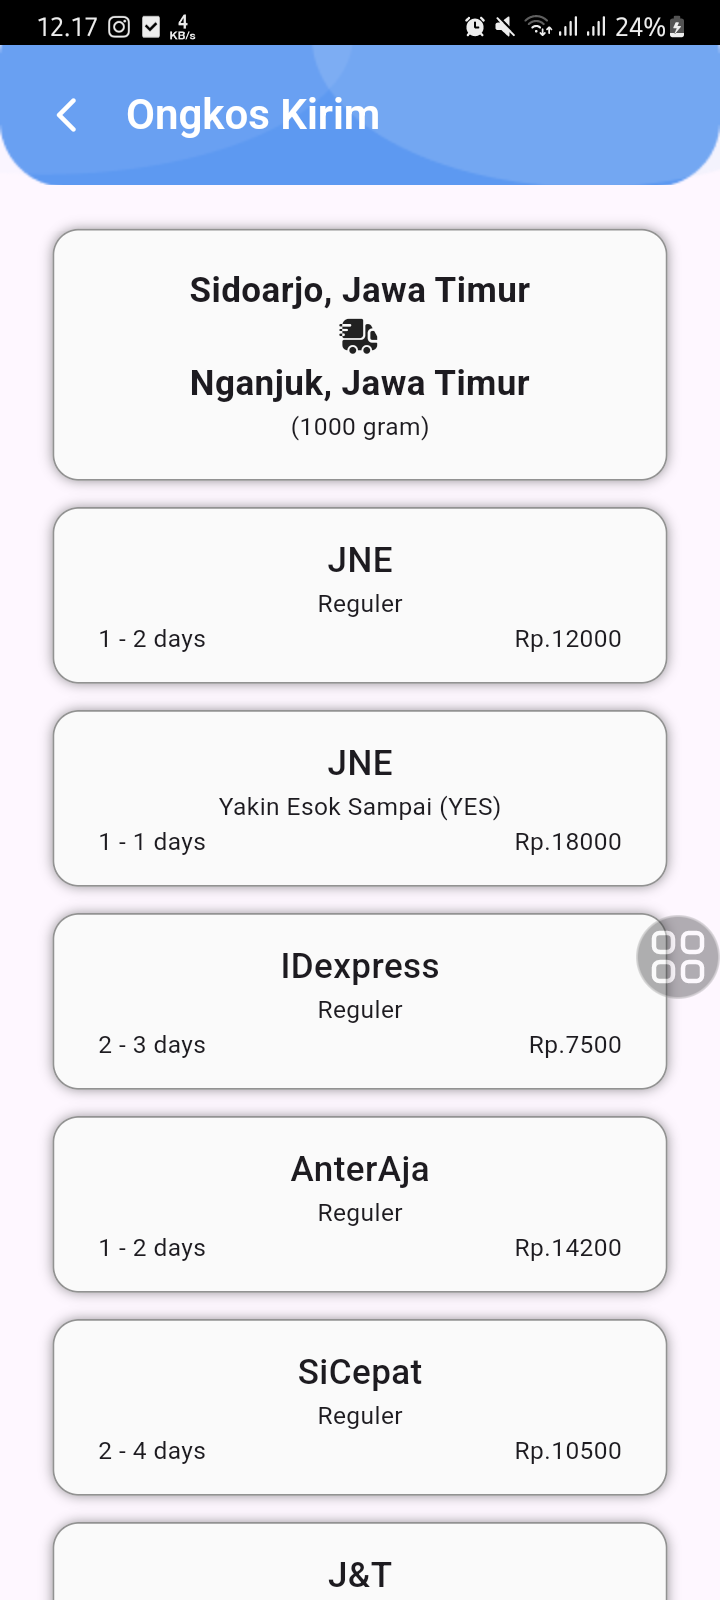 12.17 4 KB/s 24%
Ongkos Kirim
Sidoarjo, Jawa Timur
Nganjuk, Jawa Timur
(1000 gram)
JNE
Reguler
1 - 2 days Rp.12000
JNE
Yakin Esok Sampai (YES)
1 - 1 days Rp.18000
IDexpress
Reguler
2 - 3 days Rp.7500
AnterAja
Reguler
1 - 2 days Rp.14200
SiCepat
Reguler
2 - 4 days Rp.10500
J&T